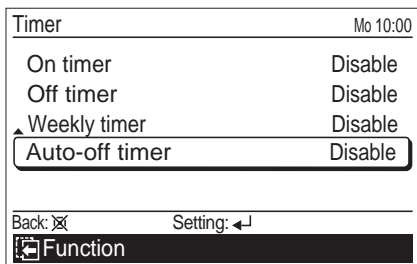 Timer Mo 10:00
On timer Disable
Off timer Disable
Weekly timer Disable
Auto-off timer Disable
Back: Setting:
Function